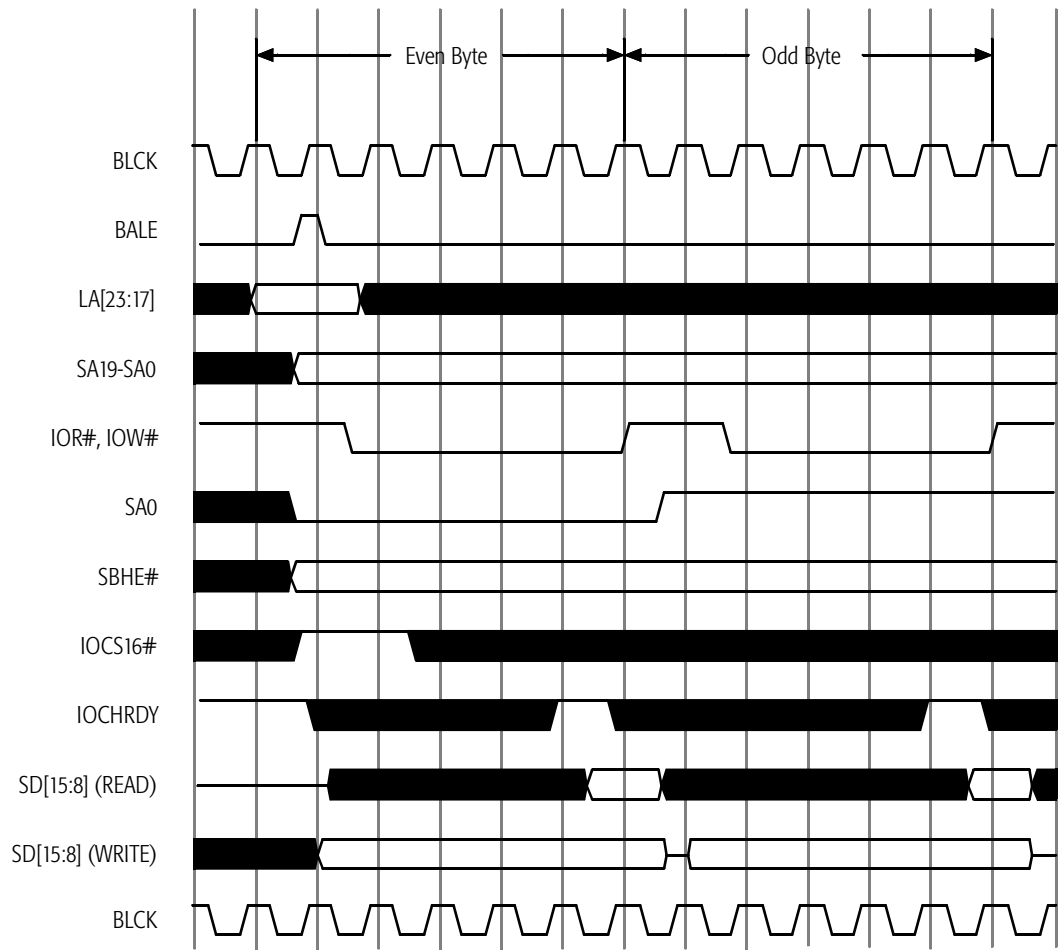 Even Byte Odd Byte
BLCK
BALE
LA[23:17]
SA19-SA0
IOR#, IOW#
SA0
SBHE#
IOCS16#
IOCHRDY
SD[15:8] (READ)
SD[15:8] (WRITE)
BLCK